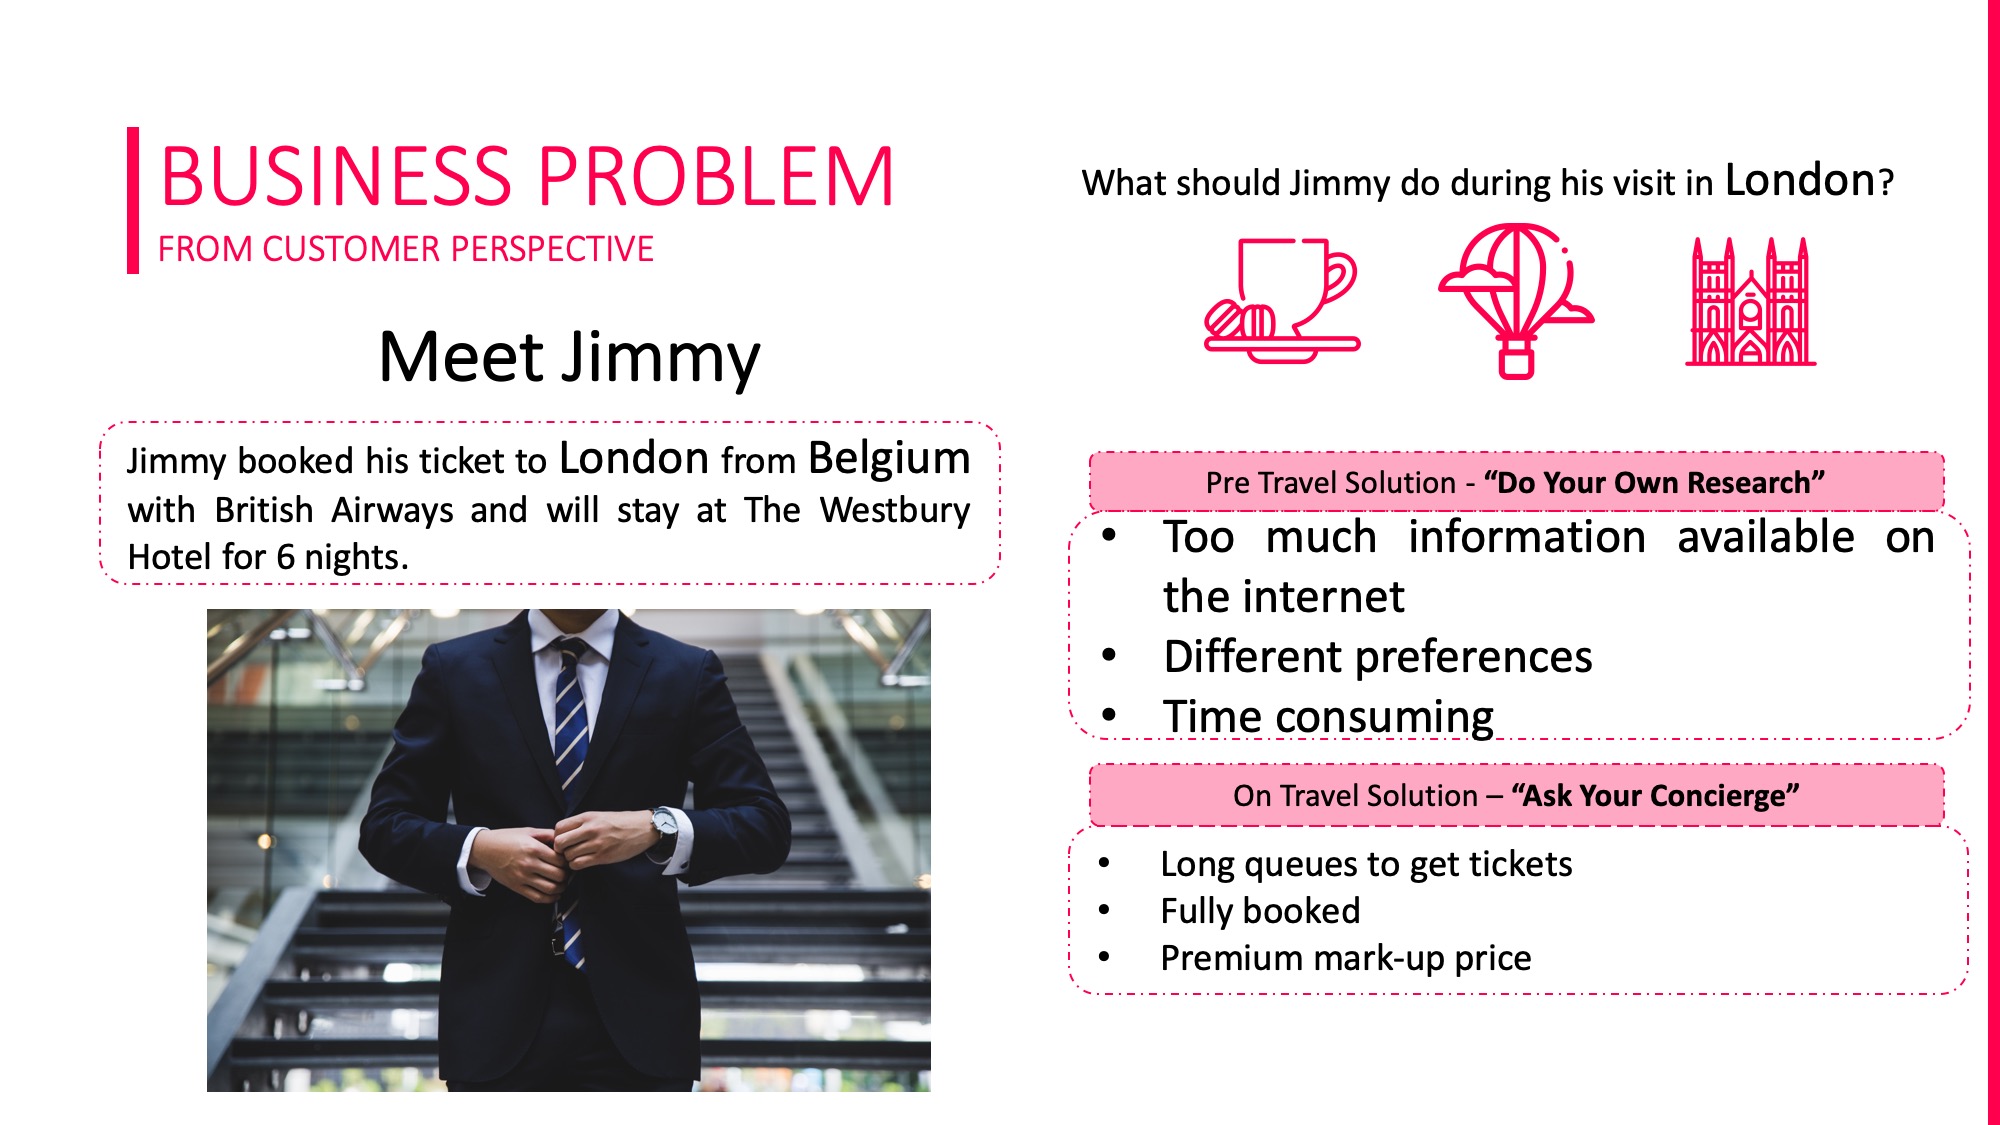 BUSINESS PROBLEM
FROM CUSTOMER PERSPECTIVE
Meet Jimmy
Jimmy booked his ticket to London from Belgium
with British Airways and will stay at The Westbury
Hotel for 6 nights.
What should Jimmy do during his visit in London?
Pre Travel Solution - “Do Your Own Research”
• Too much information available on
the internet
• Different preferences
• Time consuming
On Travel Solution – “Ask Your Concierge”
• Long queues to get tickets
• Fully booked
• Premium mark-up price